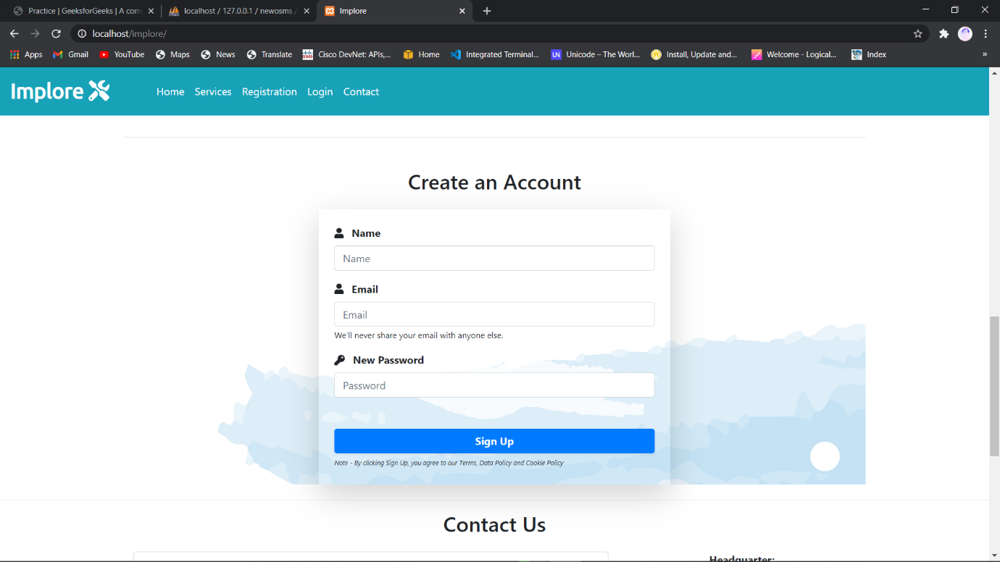 Practice | GeeksforGeeks | A com
localhost / 127.0.0.1 / newosms /
Implore
localhost/implore/
Apps
Gmail
YouTube
Maps
News
Translate
Cisco DevNet: APIs,...
Home
Integrated Terminal...
UN
Unicode – The Worl...
Install, Update and...
Welcome - Logical...
Index
»
Implore
Home
Services
Registration
Login
Contact
Create an Account
Name
Name
Email
Email
We'll never share your email with anyone else.
New Password
Password
Sign Up
Note - By clicking Sign Up, you agree to our Terms, Data Policy and Cookie Policy
Contact Us
Headquarter: